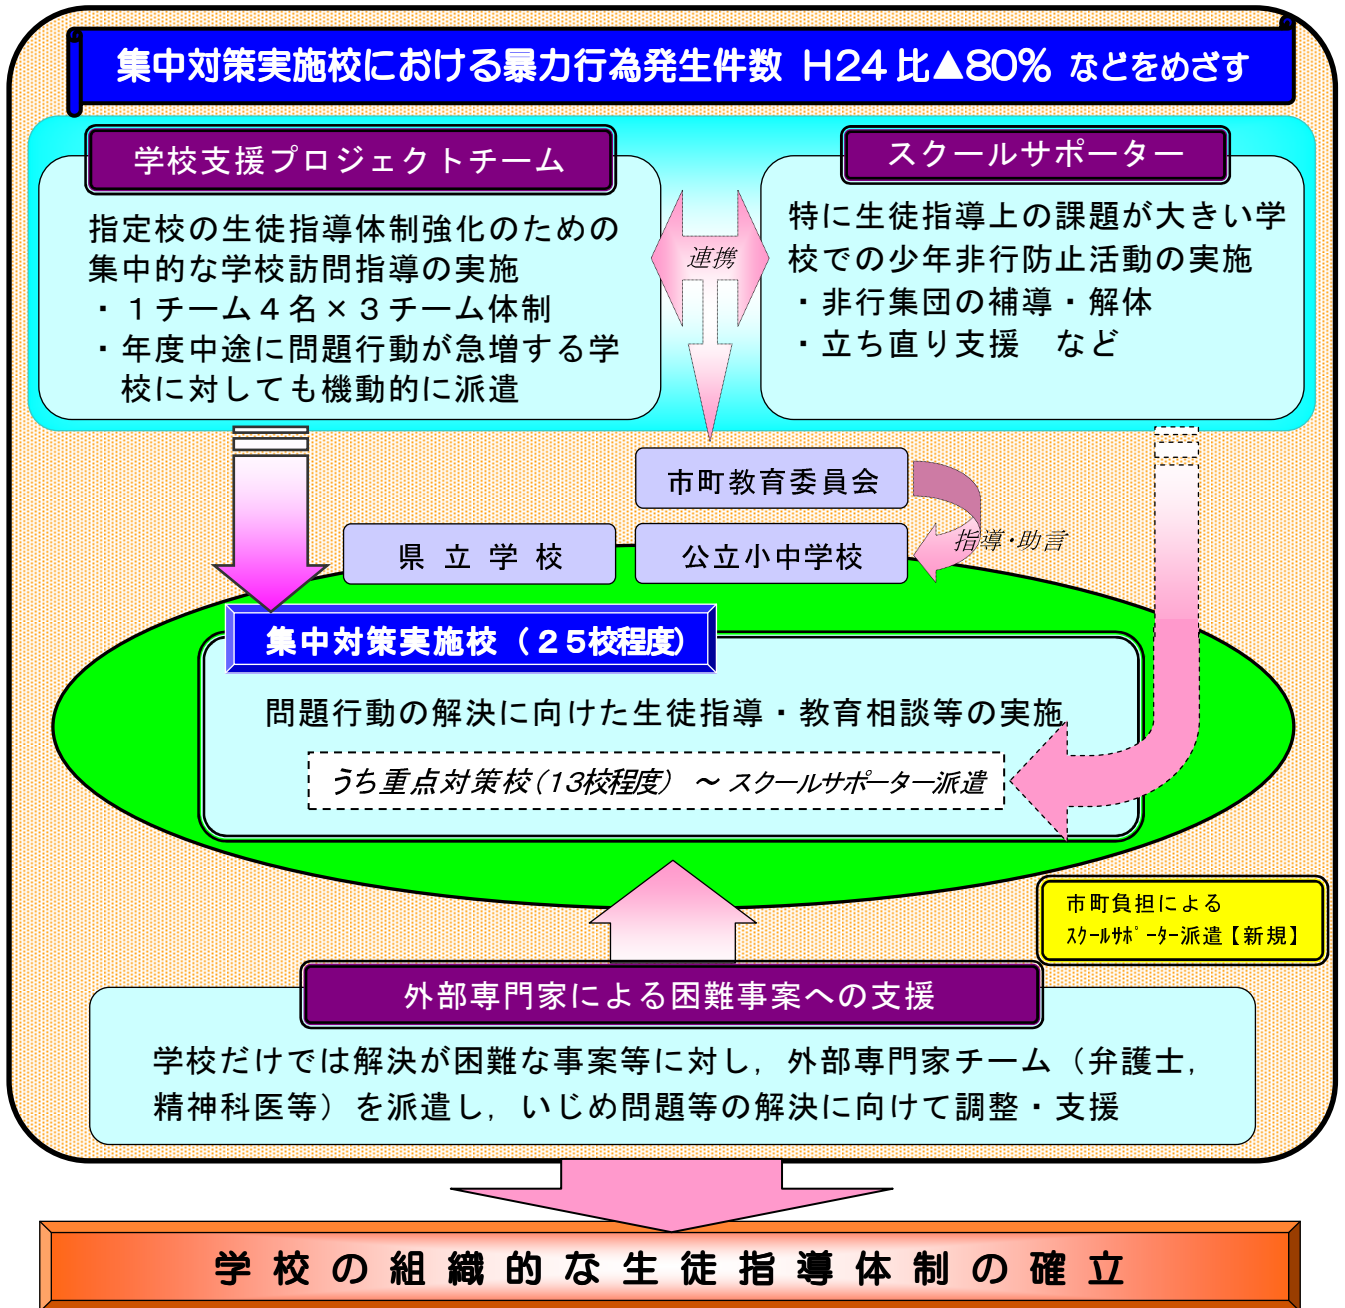 集中対策実施校における暴力行為発生件数 H24比▲80% などをめざす
学校支援プロジェクトチーム
指定校の生徒指導体制強化のための
集中的な学校訪問指導の実施
・１チーム４名×３チーム体制
・年度中途に問題行動が急増する学
校に対しても機動的に派遣
連携
スクールサポーター
特に生徒指導上の課題が大きい学
校での少年非行防止活動の実施
・非行集団の補導・解体
・立ち直り支援　など
市町教育委員会
指導・助言
県立学校
公立小中学校
集中対策実施校（２５校程度）
問題行動の解決に向けた生徒指導・教育相談等の実施
うち重点対策校（13校程度） ～ スクールサポーター派遣
市町負担による
ｽｸｰﾙｻﾎﾟｰﾀｰ派遣【新規】
外部専門家による困難事案への支援
学校だけでは解決が困難な事案等に対し，外部専門家チーム（弁護士，
精神科医等）を派遣し，いじめ問題等の解決に向けて調整・支援
学校の組織的な生徒指導体制の確立